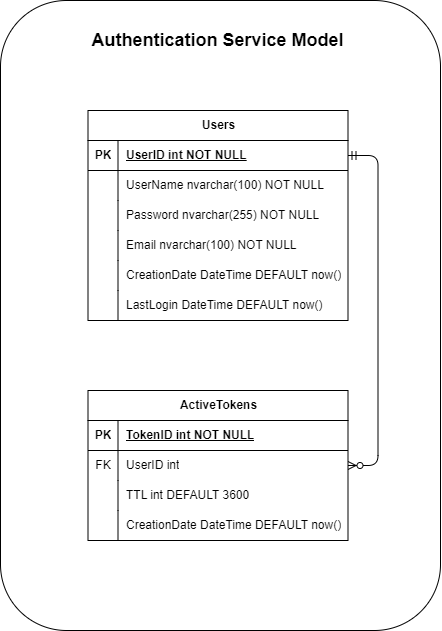 Authentication Service Model
Users
PK UserID int NOT NULL
UserName nvarchar(100) NOT NULL
Password nvarchar(255) NOT NULL
Email nvarchar(100) NOT NULL
CreationDate DateTime DEFAULT now()
LastLogin DateTime DEFAULT now()
ActiveTokens
PK TokenID int NOT NULL
FK UserID int
TTL int DEFAULT 3600
CreationDate DateTime DEFAULT now()